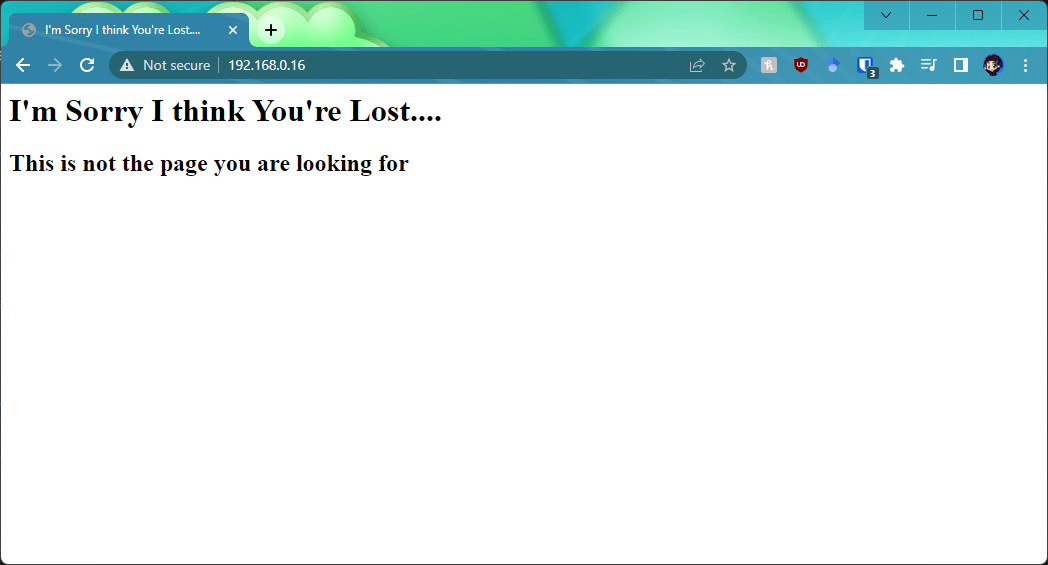 I'm Sorry I think You're Lost....
Not secure
192.168.0.16
3
I'm Sorry I think You're Lost....
This is not the page you are looking for